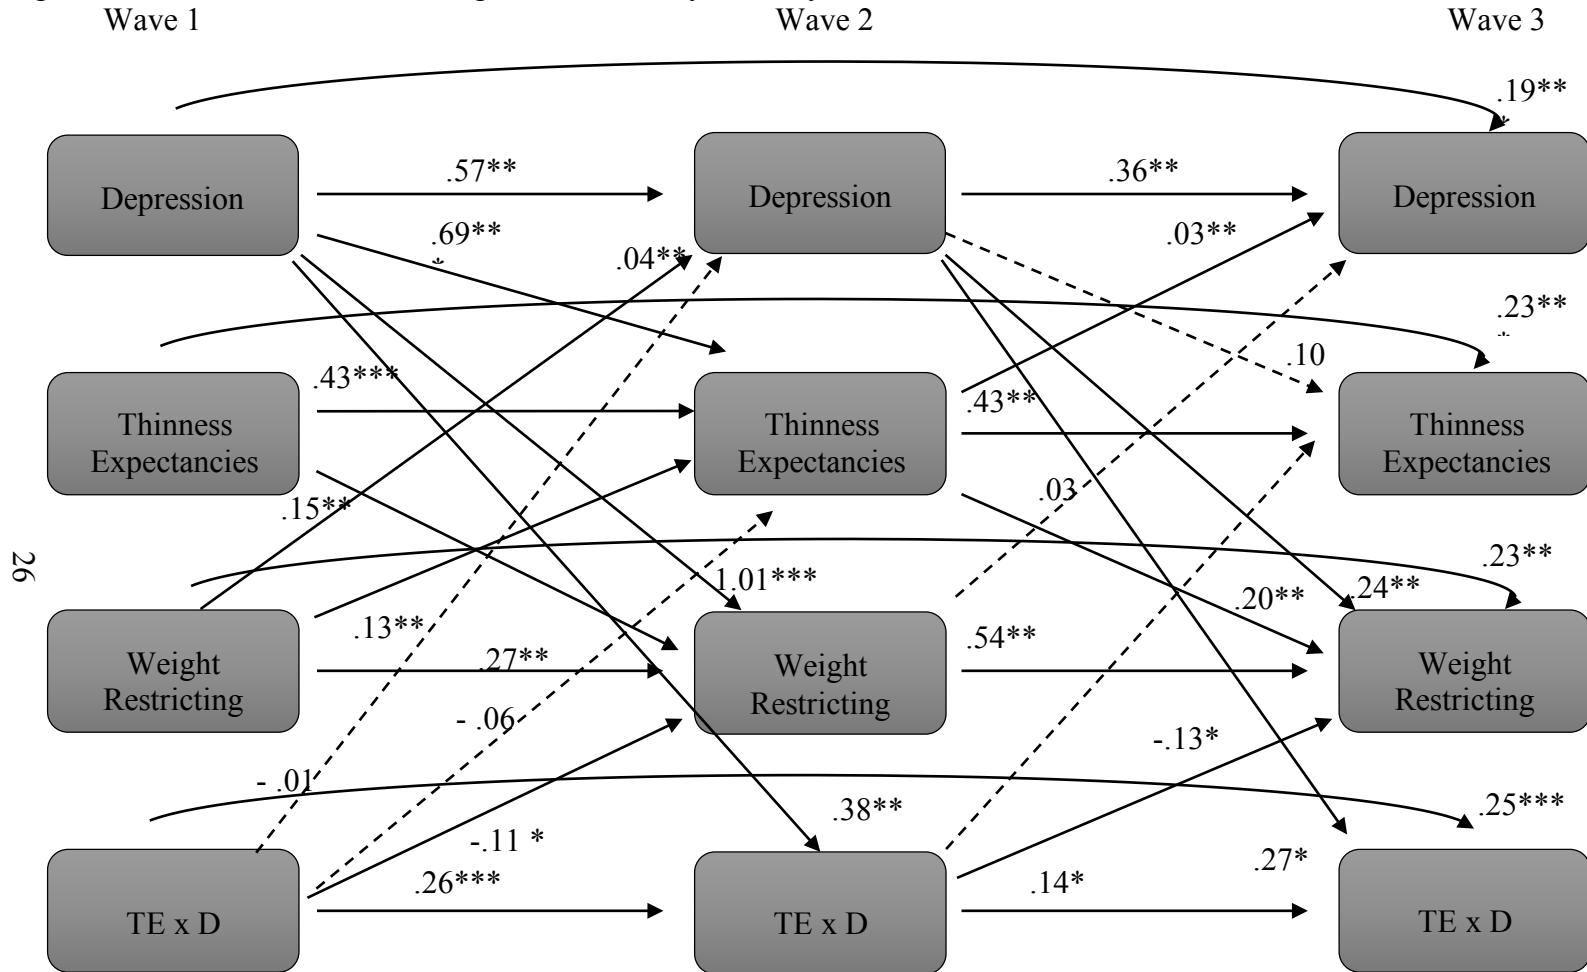 Wave 1
Wave 2
Wave 3
.19**
*
Depression
.57**
Depression
.36**
Depression
.69**
*
.04**
.03**
.23**
*
.10
.43***
.43**
Thinness
Expectancies
Thinness
Expectancies
Thinness
Expectancies
.15**
.03
26
.23**
1.01***
.20**
.24**
.13**
.27**
.54**
Weight
Restricting
Weight
Restricting
Weight
Restricting
- .06
-.13*
- .01
.38**
.25***
-.11 *
.26***
.14*
.27*
TE x D
TE x D
TE x D